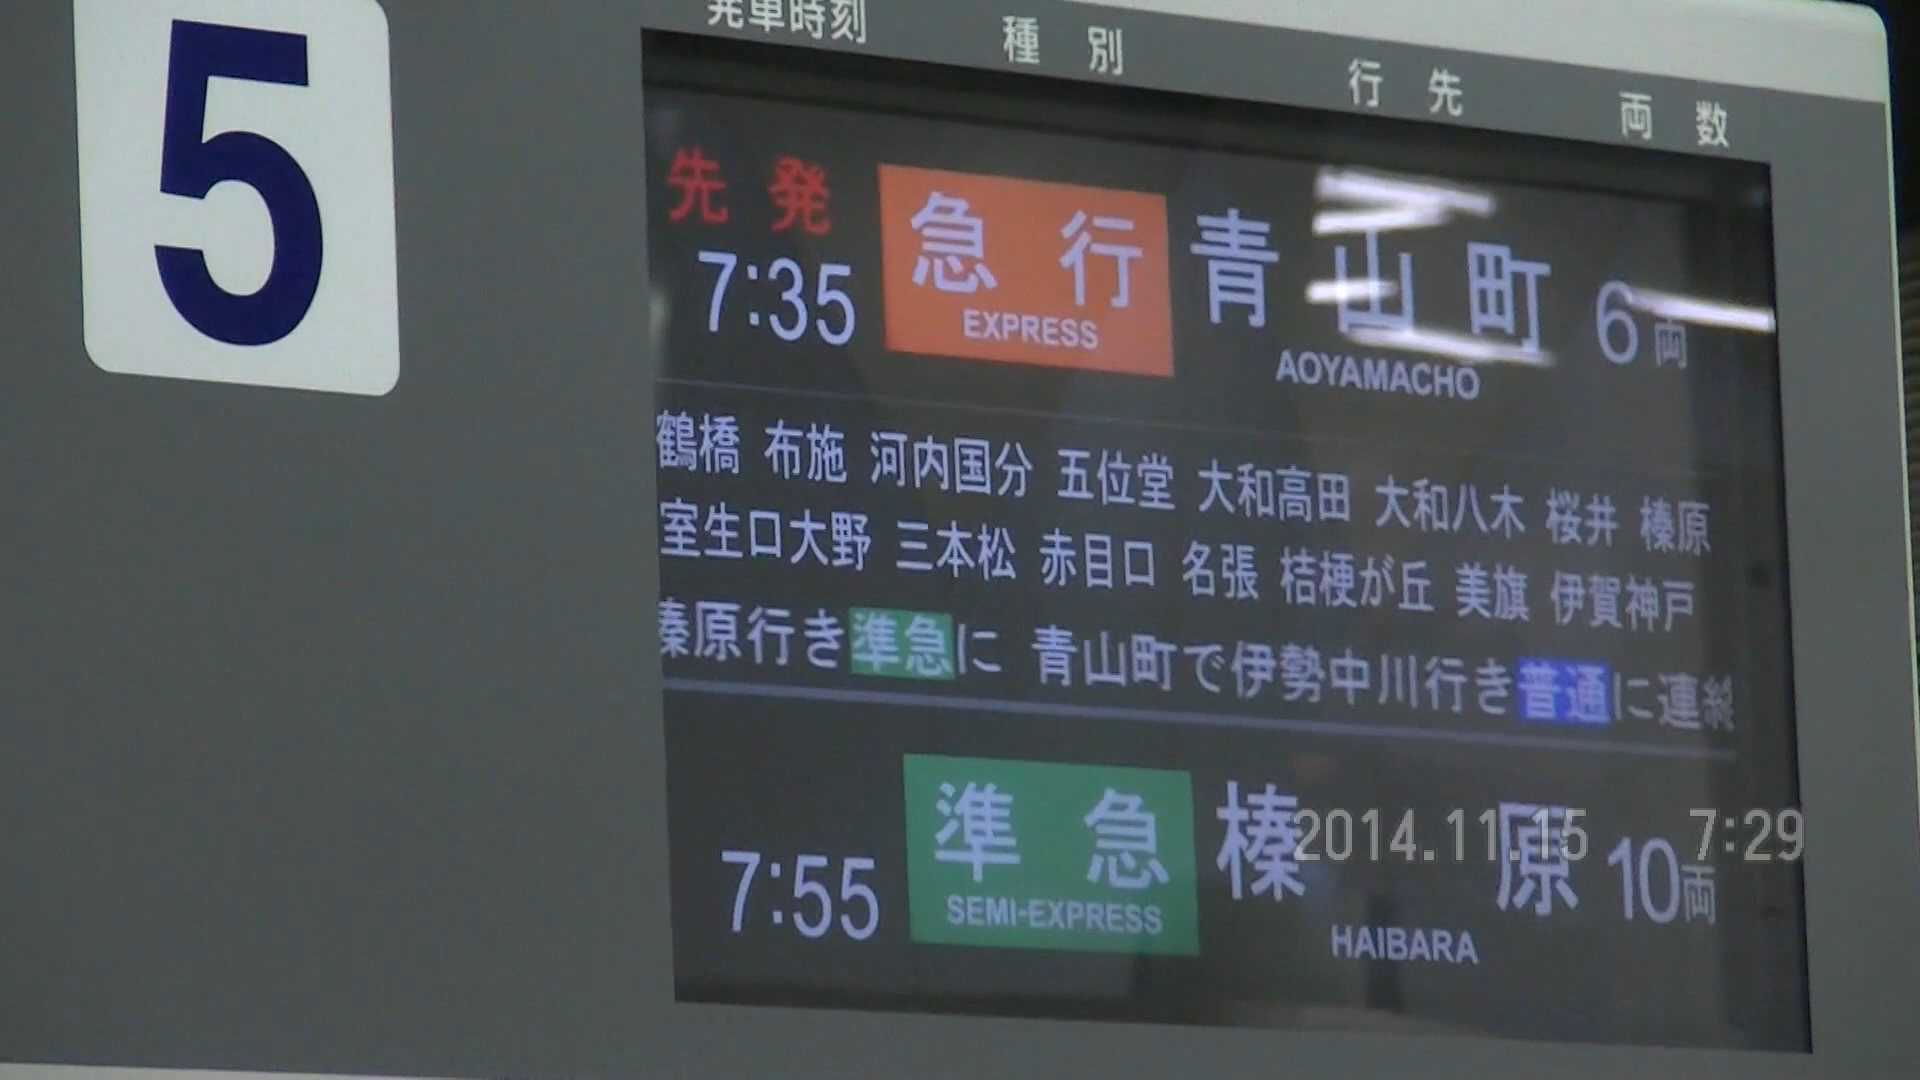 5
発車時刻 種別 行先 両数
先発
7:35 急行 青山町 6両
EXPRESS AOYAMACHO
鶴橋 布施 河内国分 五位堂 大和高田 大和八木 桜井 榛原
室生口大野 三本松 赤目口 名張 桔梗が丘 美旗 伊賀神戸
榛原行き準急に 青山町で伊勢中川行き普通に連絡
7:55 準急 榛原 10両
SEMI-EXPRESS HAIBARA
2014.11.15 7:29